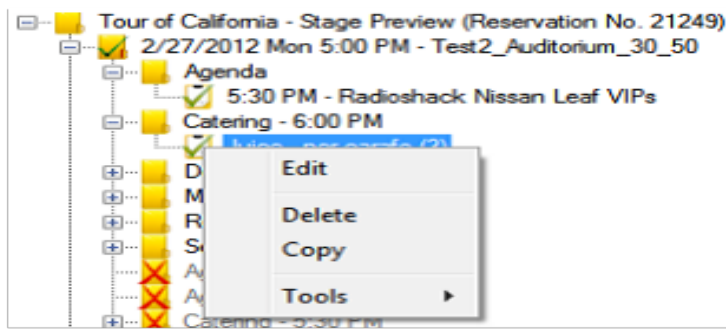 Tour of California - Stage Preview (Reservation No. 21249)
2/27/2012 Mon 5:00 PM - Test2_Auditorium_30_50
Agenda
5:30 PM - Radioshack Nissan Leaf VIPs
Catering - 6:00 PM
Edit
D
M
Delete
R
Copy
Tools
Catering - 5:30 PM